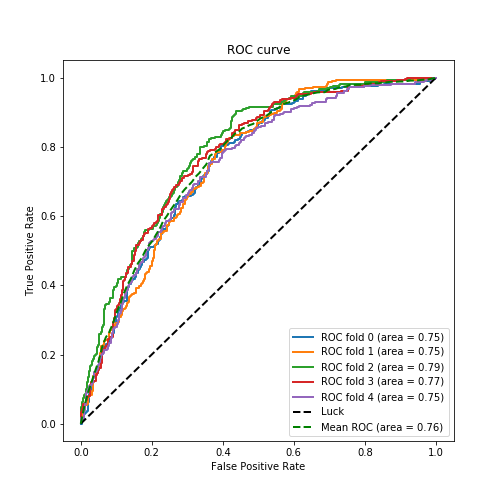 ROC curve
True Positive Rate
1.0
0.8
0.6
0.4
0.2
0.0
ROC fold 0 (area = 0.75)
ROC fold 1 (area = 0.75)
ROC fold 2 (area = 0.79)
ROC fold 3 (area = 0.77)
ROC fold 4 (area = 0.75)
Luck
Mean ROC (area = 0.76)
0.0 0.2 0.4 0.6 0.8 1.0
False Positive Rate